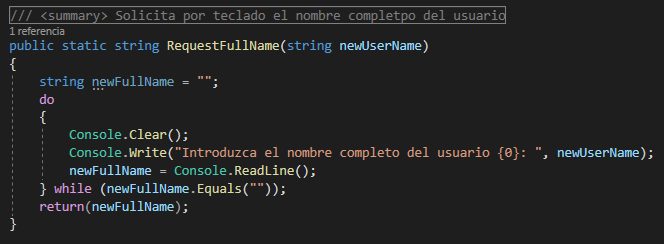 /// <summary> Solicita por teclado el nombre completpo del usuario
1 referencia
public static string RequestFullName(string newUserName)
{
string newFullName = "";
do
{
Console.Clear();
Console.Write("Introduzca el nombre completo del usuario {0}: ", newUserName);
newFullName = Console.ReadLine();
} while (newFullName.Equals(""));
return(newFullName);
}